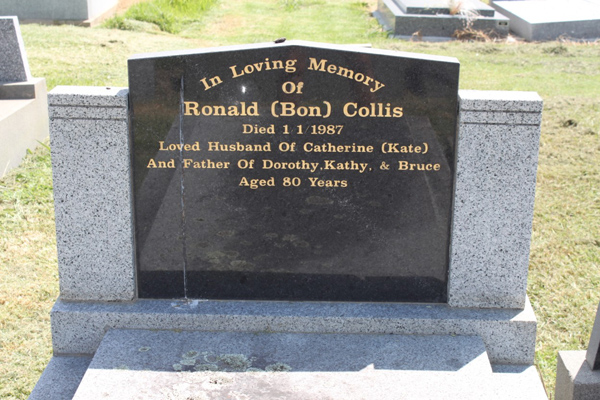 In Loving Memory
Of
Ronald (Bon) Collis
Died 1 1 1987
Loved Husband Of Catherine (Kate)
And Father Of Dorothy, Kathy, & Bruce
Aged 80 Years